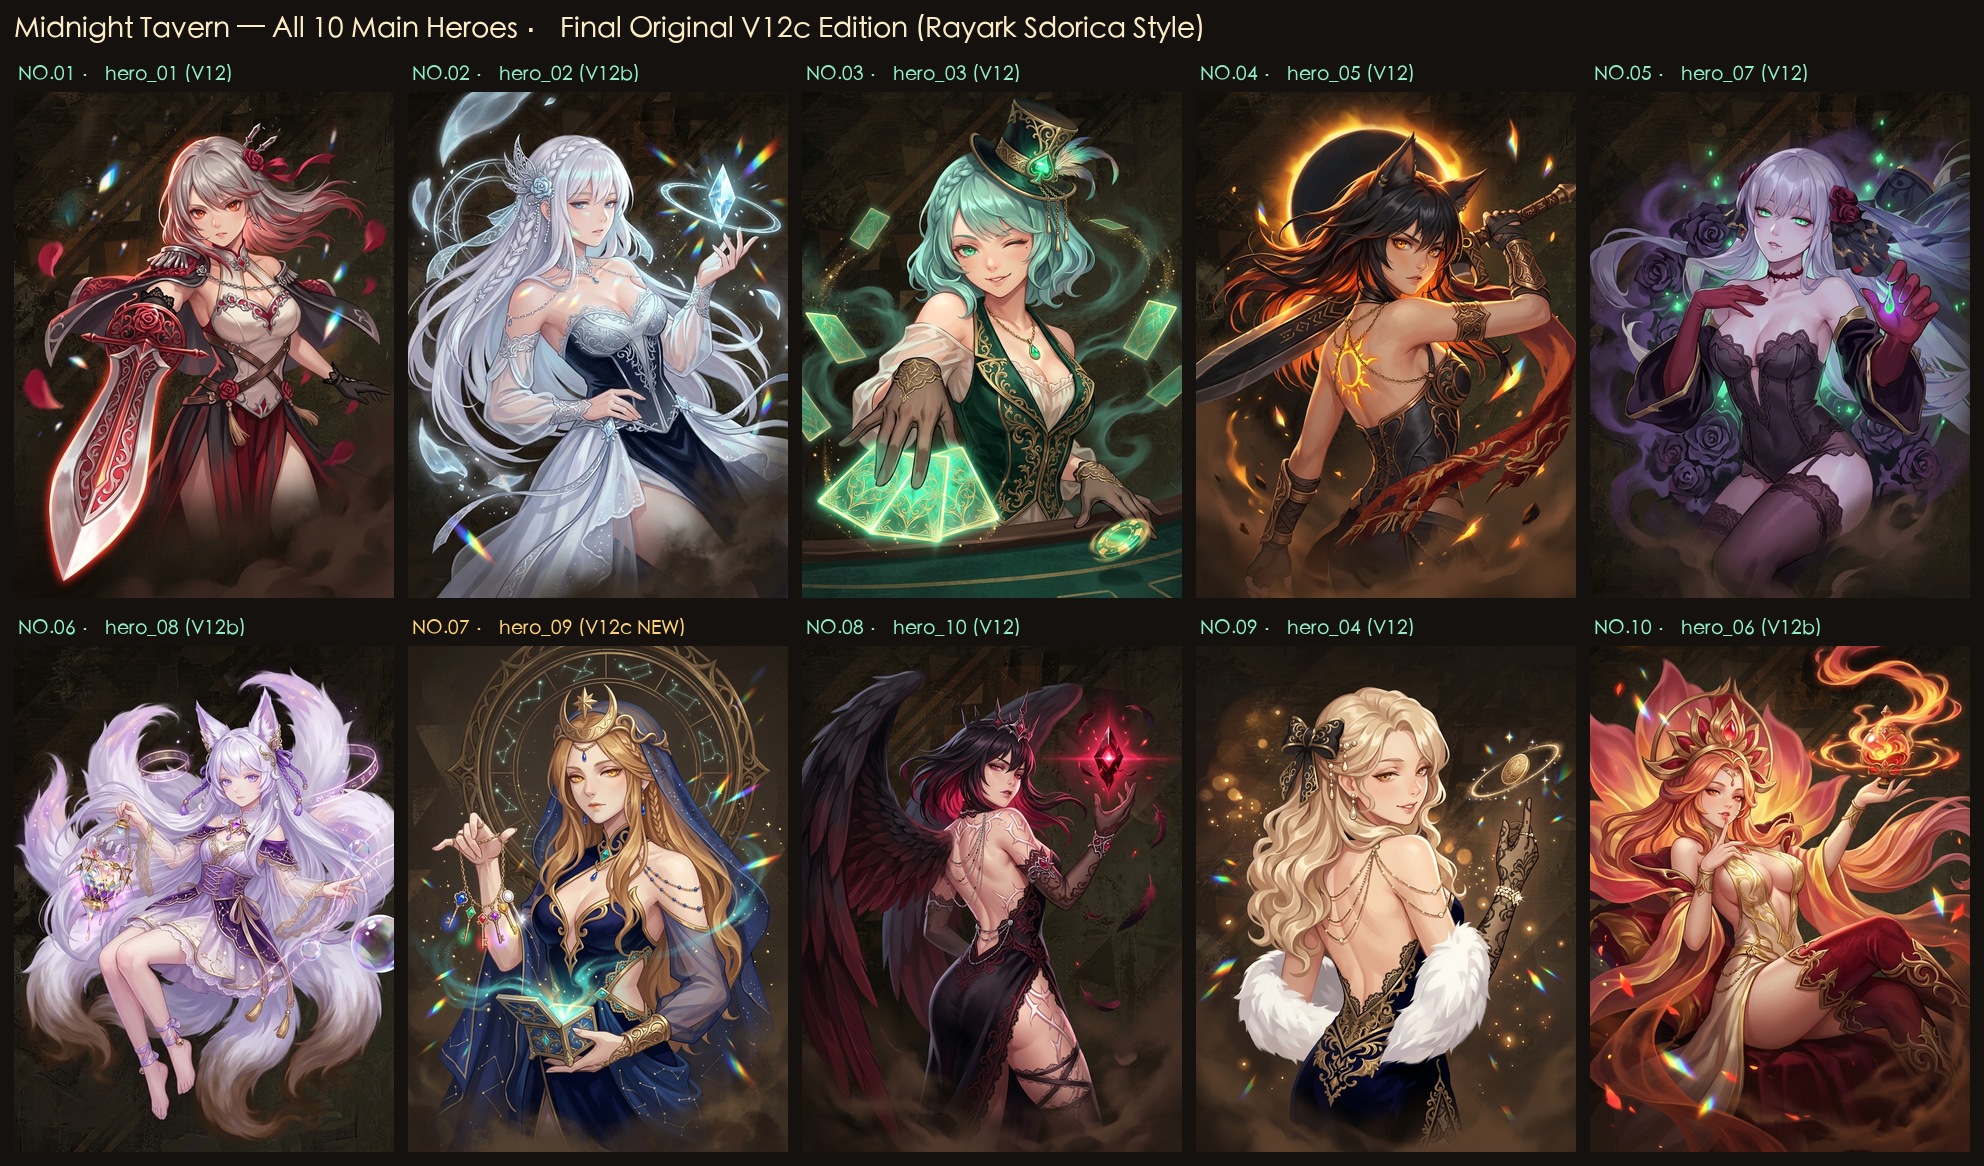 Midnight Tavern — All 10 Main Heroes · Final Original V12c Edition (Rayark Sdorica Style)
NO.01 · hero_01 (V12)
NO.02 · hero_02 (V12b)
NO.03 · hero_03 (V12)
NO.04 · hero_05 (V12)
NO.05 · hero_07 (V12)
NO.06 · hero_08 (V12b)
NO.07 · hero_09 (V12c NEW)
NO.08 · hero_10 (V12)
NO.09 · hero_04 (V12)
NO.10 · hero_06 (V12b)